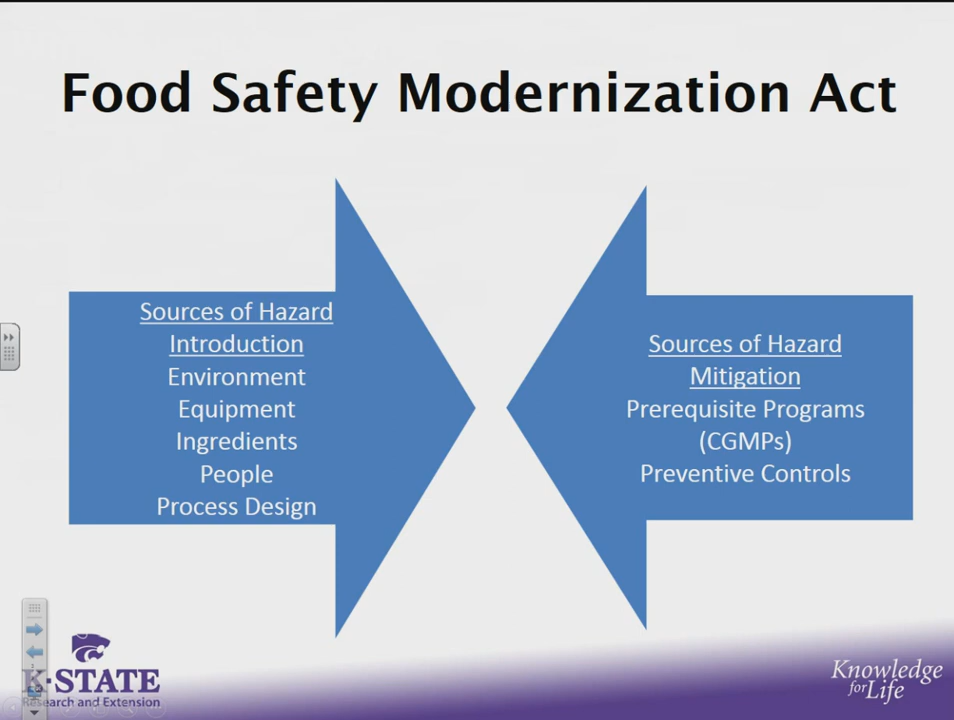 Food Safety Modernization Act
Sources of Hazard
Introduction
Environment
Equipment
Ingredients
People
Process Design
Sources of Hazard
Mitigation
Prerequisite Programs
(CGMPs)
Preventive Controls
K-STATE
Research and Extension
Knowledge
for Life